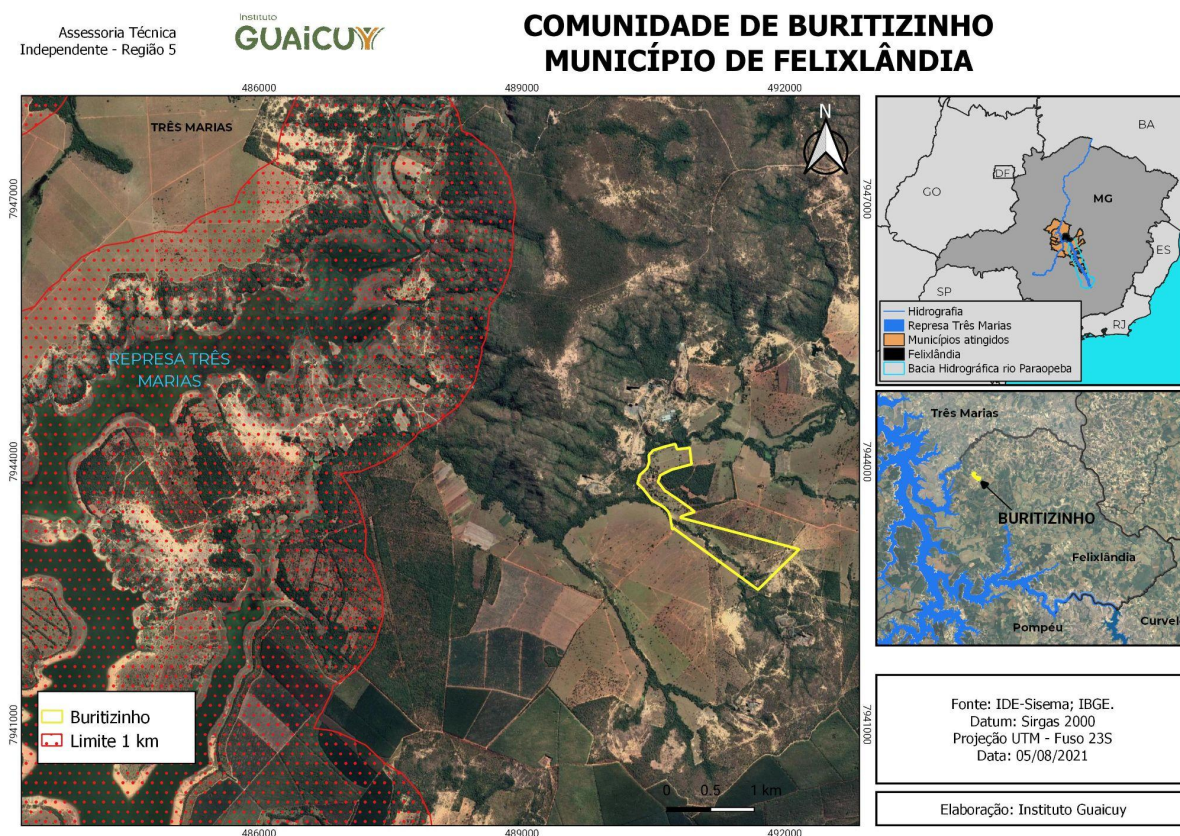 Assessoria Técnica
Independente - Região 5
Instituto
GUAICUY
COMUNIDADE DE BURITIZINHO
MUNICÍPIO DE FELIXLÂNDIA
486000
489000
492000
7947000
7947000
7944000
7944000
7941000
7941000
486000
489000
492000
TRÊS MARIAS
N
REPRESA TRÊS
MARIAS
Buritizinho
Limite 1 km
0 0.5 1 km
BA
GO
DF
MG
ES
SP
RJ
Hidrografia
Represa Três Marias
Municípios atingidos
Felixlândia
Bacia Hidrográfica rio Paraopeba
Três Marias
BURITIZINHO
Felixlândia
Pompéu
Curvel
Fonte: IDE-Sisema; IBGE.
Datum: Sirgas 2000
Projeção UTM - Fuso 23S
Data: 05/08/2021
Elaboração: Instituto Guaicuy